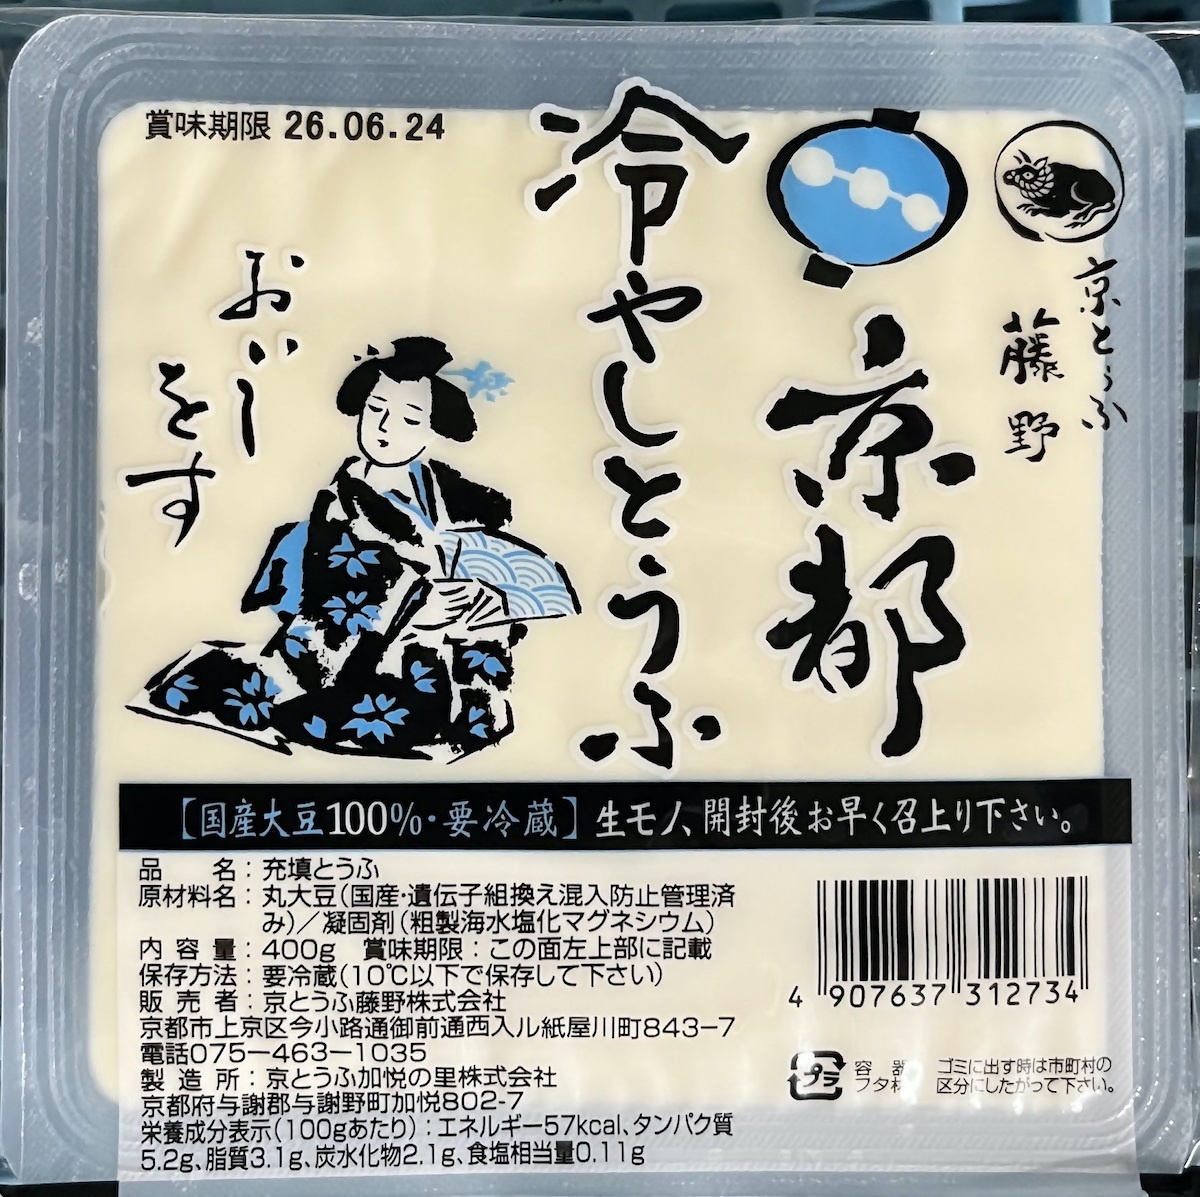 賞味期限 26.06.24
京とうふ
藤野
京都
冷やしとうふ
おいし
をす
【国産大豆100%・要冷蔵】生モノ、開封後お早く召上り下さい。
品名：充填とうふ
原材料名：丸大豆（国産・遺伝子組換え混入防止管理済
み）／凝固剤（粗製海水塩化マグネシウム）
内容量：400g 賞味期限：この面左上部に記載
保存方法：要冷蔵（10℃以下で保存して下さい）
販売者：京とうふ藤野株式会社
京都市上京区今小路通御前通西入ル紙屋川町843-7
電話075-463-1035
製造所：京とうふ加悦の里株式会社
京都府与謝郡与謝野町加悦802-7
栄養成分表示（100gあたり）：エネルギー57kcal、タンパク質
5.2g、脂質3.1g、炭水化物2.1g、食塩相当量0.11g
4 907637 312734
プラ
容器
フタ材
ゴミに出す時は市町村の
区分にしたがって下さい。